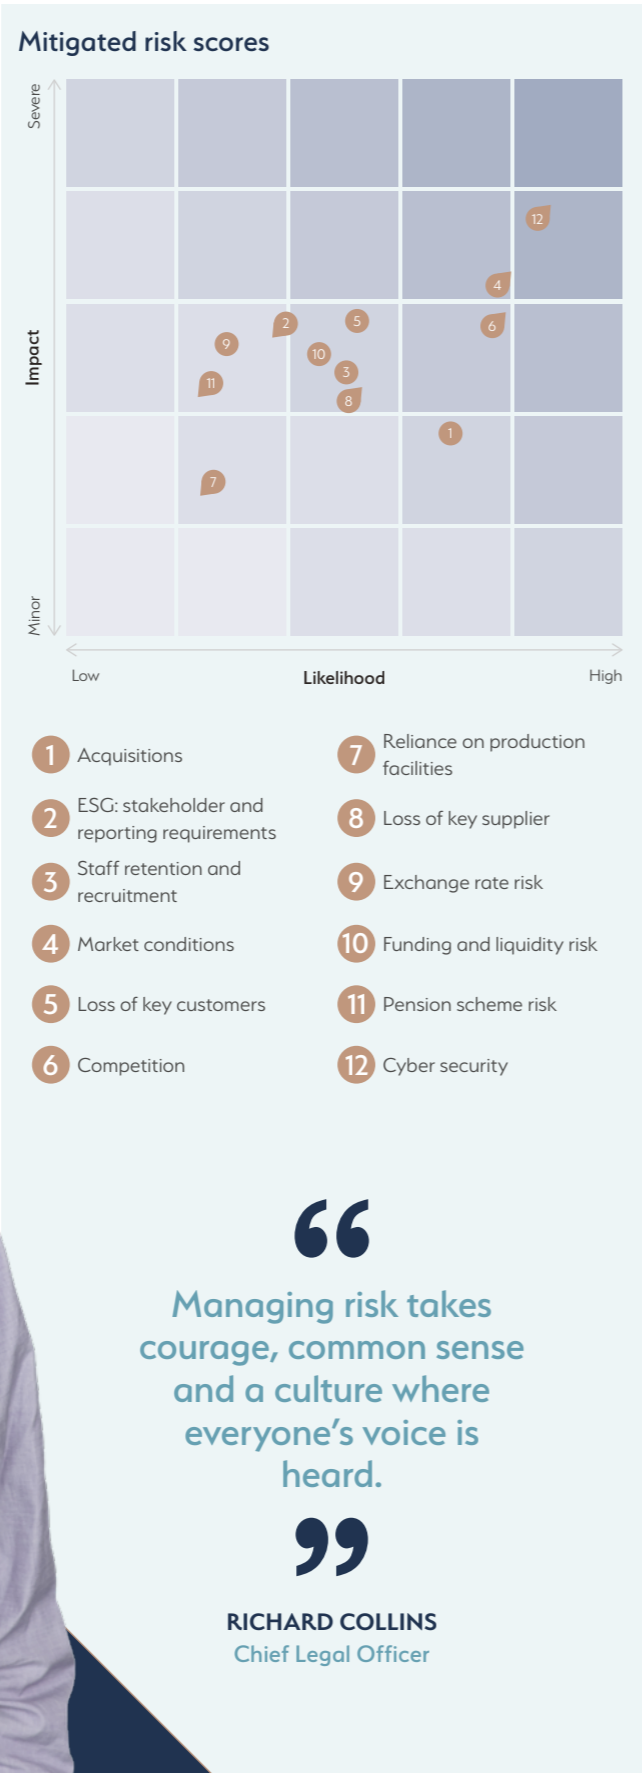 Mitigated risk scores
Severe
Impact
Minor
12
4
2
5
6
9
10
3
11
8
1
7
Low
Likelihood
High
1 Acquisitions
2 ESG: stakeholder and
reporting requirements
3 Staff retention and
recruitment
4 Market conditions
5 Loss of key customers
6 Competition
7 Reliance on production
facilities
8 Loss of key supplier
9 Exchange rate risk
10 Funding and liquidity risk
11 Pension scheme risk
12 Cyber security
“
Managing risk takes
courage, common sense
and a culture where
everyone’s voice is
heard.
”
RICHARD COLLINS
Chief Legal Officer